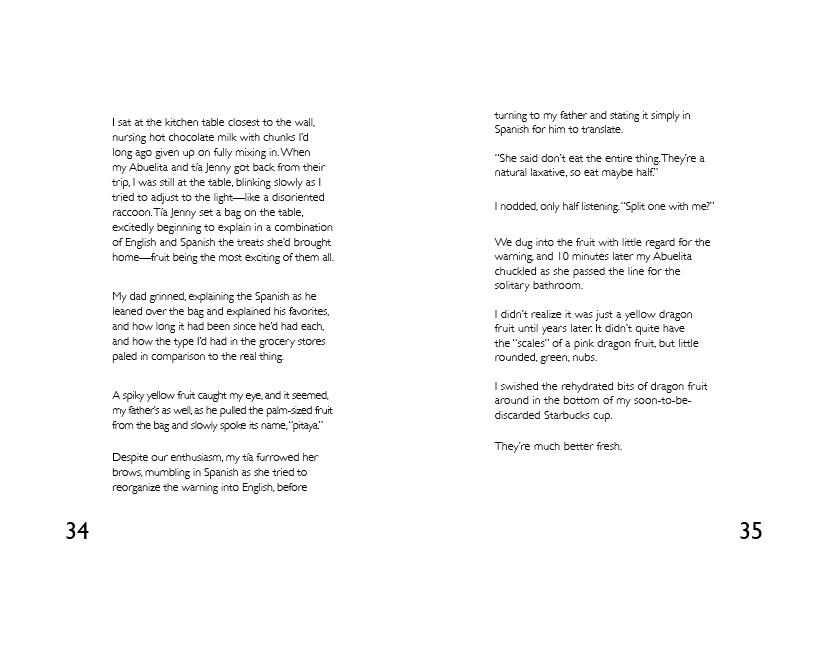 I sat at the kitchen table closest to the wall,
nursing hot chocolate milk with chunks I'd
long ago given up on fully mixing in. When
my Abuelita and tía Jenny got back from their
trip, I was still at the table, blinking slowly as I
tried to adjust to the light—like a disoriented
raccoon. Tía Jenny set a bag on the table,
excitedly beginning to explain in a combination
of English and Spanish the treats she'd brought
home—fruit being the most exciting of them all.
My dad grinned, explaining the Spanish as he
leaned over the bag and explained his favorites,
and how long it had been since he'd had each,
and how the type I'd had in the grocery stores
paled in comparison to the real thing.
A spiky yellow fruit caught my eye, and it seemed,
my father's as well, as he pulled the palm-sized fruit
from the bag and slowly spoke its name, “pitaya.”
Despite our enthusiasm, my tía furrowed her
brows, mumbling in Spanish as she tried to
reorganize the warning into English, before
34
turning to my father and stating it simply in
Spanish for him to translate.
“She said don't eat the entire thing. They're a
natural laxative, so eat maybe half.”
I nodded, only half listening. “Split one with me?”
We dug into the fruit with little regard for the
warning, and 10 minutes later my Abuelita
chuckled as she passed the line for the
solitary bathroom.
I didn't realize it was just a yellow dragon
fruit until years later. It didn't quite have
the “scales” of a pink dragon fruit, but little
rounded, green, nubs.
I swished the rehydrated bits of dragon fruit
around in the bottom of my soon-to-be-
discarded Starbucks cup.
They're much better fresh.
35